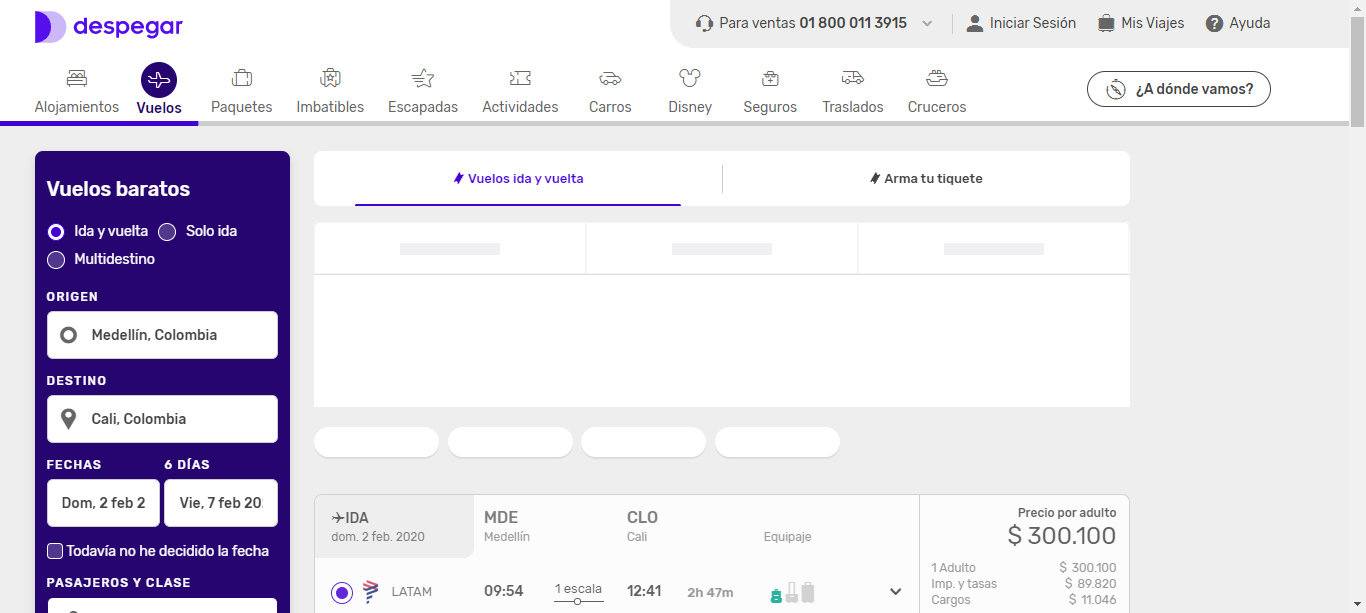 despegar
Para ventas 01 800 011 3915
Iniciar Sesión
Mis Viajes
Ayuda
Alojamientos
Vuelos
Paquetes
Imbatibles
Escapadas
Actividades
Carros
Disney
Seguros
Traslados
Cruceros
¿A dónde vamos?
Vuelos baratos
Ida y vuelta
Solo ida
Multidestino
ORIGEN
Medellín, Colombia
DESTINO
Cali, Colombia
FECHAS
6 DÍAS
Dom, 2 feb 2
Vie, 7 feb 20
Todavía no he decidido la fecha
PASAJEROS Y CLASE
Vuelos ida y vuelta
Arma tu tiquete
IDA
dom. 2 feb. 2020
MDE
Medellín
CLO
Cali
Equipaje
LATAM
09:54
1 escala
12:41
2h 47m
Precio por adulto
$ 300.100
1 Adulto $ 300.100
Imp. y tasas $ 89.820
Cargos $ 11.046